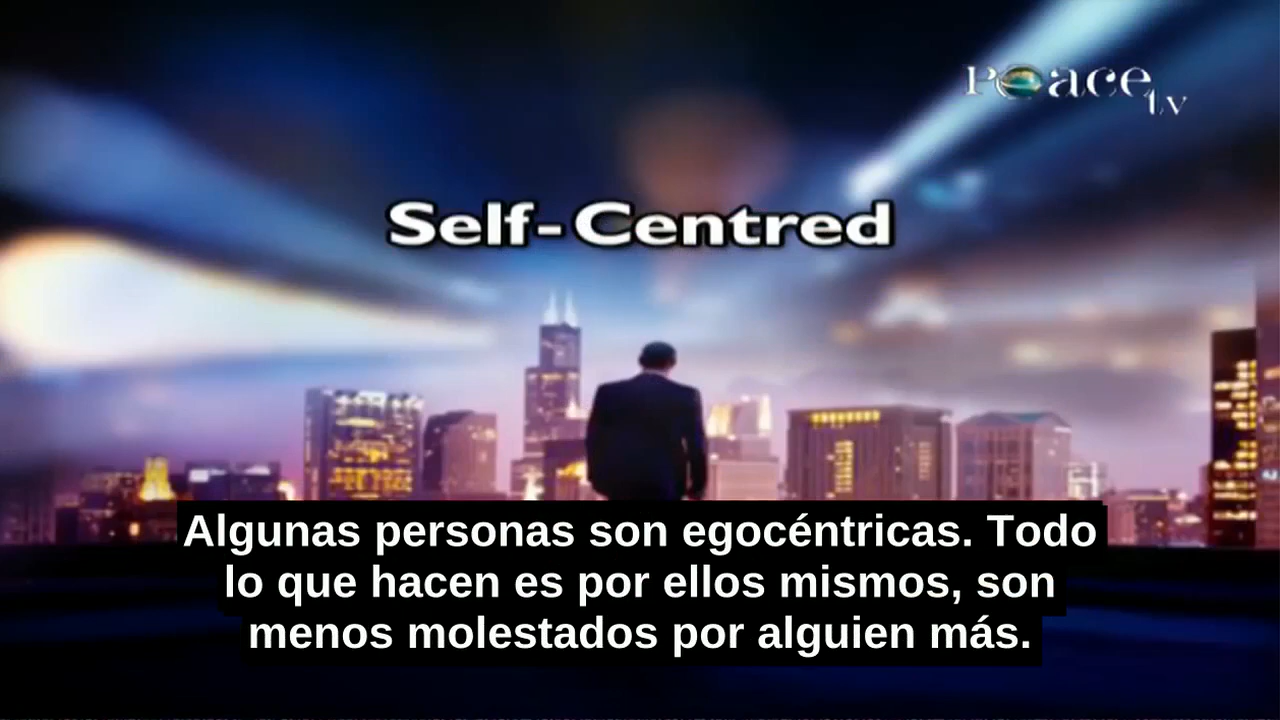 Peace tv
Self-Centred
Algunas personas son egocéntricas. Todo
lo que hacen es por ellos mismos, son
menos molestados por alguien más.